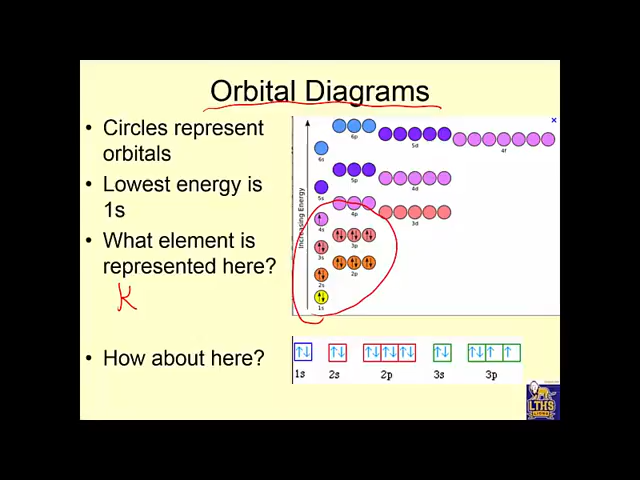 Orbital Diagrams
• Circles represent
orbitals
• Lowest energy is
1s
• What element is
represented here?
K
• How about here?
Increasing Energy
6s
6p
5d
4f
5s
5p
4d
4s
4p
3d
3s
3p
2s
2p
1s
1s 2s 2p 3s 3p
LTHS